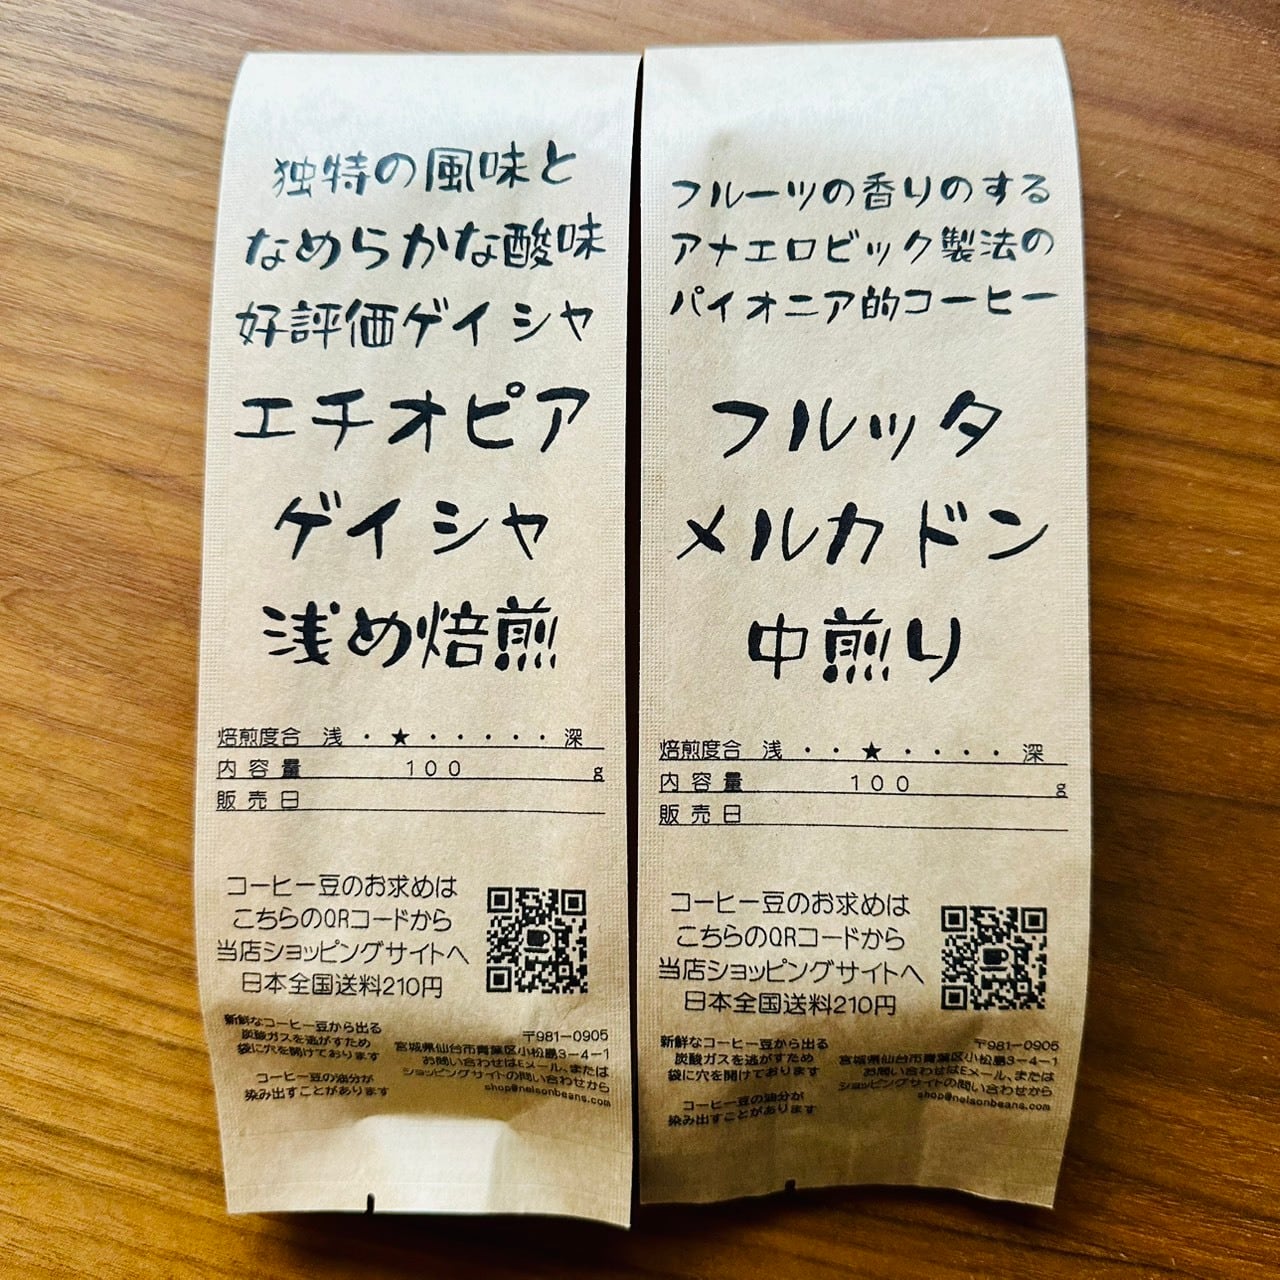 独特の風味と
なめらかな酸味
好評価ゲイシャ
エチオピア
ゲイシャ
浅め焙煎
焙煎度合 浅 ・★・・・・・深
内容量 100 g
販売日
コーヒー豆のお求めは
こちらのQRコードから
当店ショッピングサイトへ
日本全国送料210円
新鮮なコーヒー豆から出る
炭酸ガスを逃がすため
袋に穴を開けております
コーヒー豆の油分が
染み出すことがあります
〒981-0905
宮城県仙台市青葉区小松島3-4-1
お問い合わせはEメール、または
ショッピングサイトの問い合わせから
shop@nelsonbeans.com
フルーツの香りのする
アナエロビック製法の
パイオニア的コーヒー
フルッタ
メルカドン
中煎り
焙煎度合 浅 ・・★・・・・深
内容量 100 g
販売日
コーヒー豆のお求めは
こちらのQRコードから
当店ショッピングサイトへ
日本全国送料210円
新鮮なコーヒー豆から出る
炭酸ガスを逃がすため
袋に穴を開けております
コーヒー豆の油分が
染み出すことがあります
〒981-0905
宮城県仙台市青葉区小松島3-4-1
お問い合わせはEメール、または
ショッピングサイトの問い合わせから
shop@nelsonbeans.com